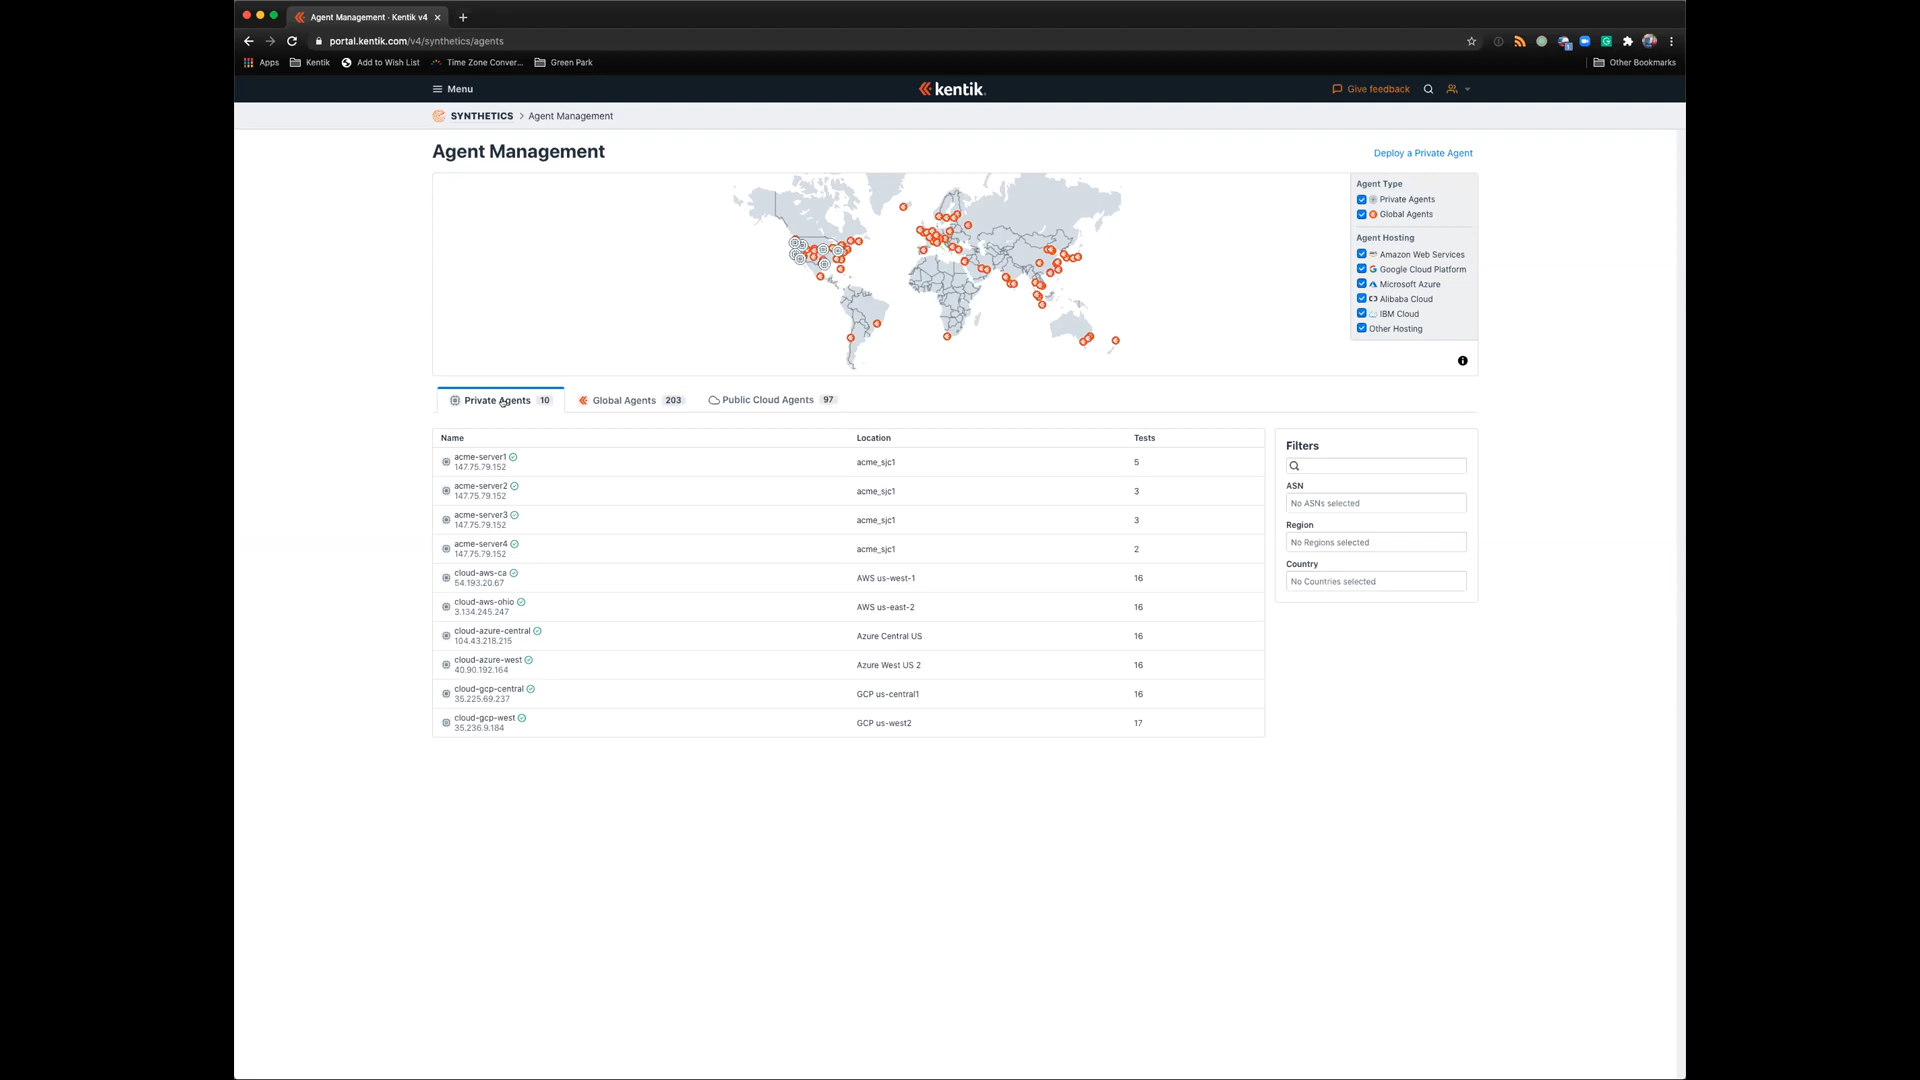 Agent Management · Kentik v4
portal.kentik.com/v4/synthetics/agents
Apps Kentik Add to Wish List Time Zone Conver... Green Park Other Bookmarks
Menu kentik Give feedback
SYNTHETICS > Agent Management
Agent Management
Deploy a Private Agent
Agent Type
Private Agents
Global Agents
Agent Hosting
Amazon Web Services
Google Cloud Platform
Microsoft Azure
Alibaba Cloud
IBM Cloud
Other Hosting
Private Agents 10 Global Agents 203 Public Cloud Agents 97
Name Location Tests
acme-server1
147.75.79.152
acme_sjc1 5
acme-server2
147.75.79.152
acme_sjc1 3
acme-server3
147.75.79.152
acme_sjc1 3
acme-server4
147.75.79.152
acme_sjc1 2
cloud-aws-ca
54.193.20.67
AWS us-west-1 16
cloud-aws-ohio
3.134.245.247
AWS us-east-2 16
cloud-azure-central
104.43.218.215
Azure Central US 16
cloud-azure-west
40.90.192.164
Azure West US 2 16
cloud-gcp-central
35.225.69.237
GCP us-central1 16
cloud-gcp-west
35.236.9.184
GCP us-west2 17
Filters
ASN
No ASNs selected
Region
No Regions selected
Country
No Countries selected